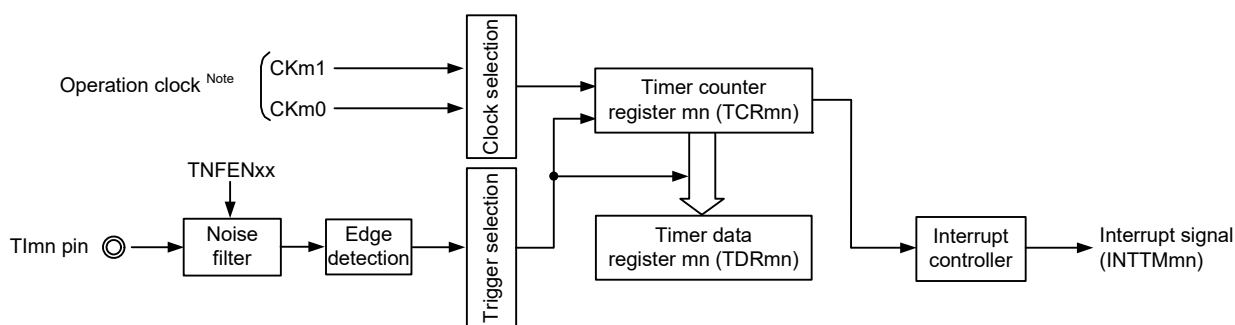 Operation clock Note
CKm1
CKm0
Clock selection
Timer counter
register mn (TCRmn)
TNFENxx
TImn pin
Noise
filter
Edge
detection
Trigger selection
Timer data
register mn (TDRmn)
Interrupt
controller
Interrupt signal
(INTTMmn)